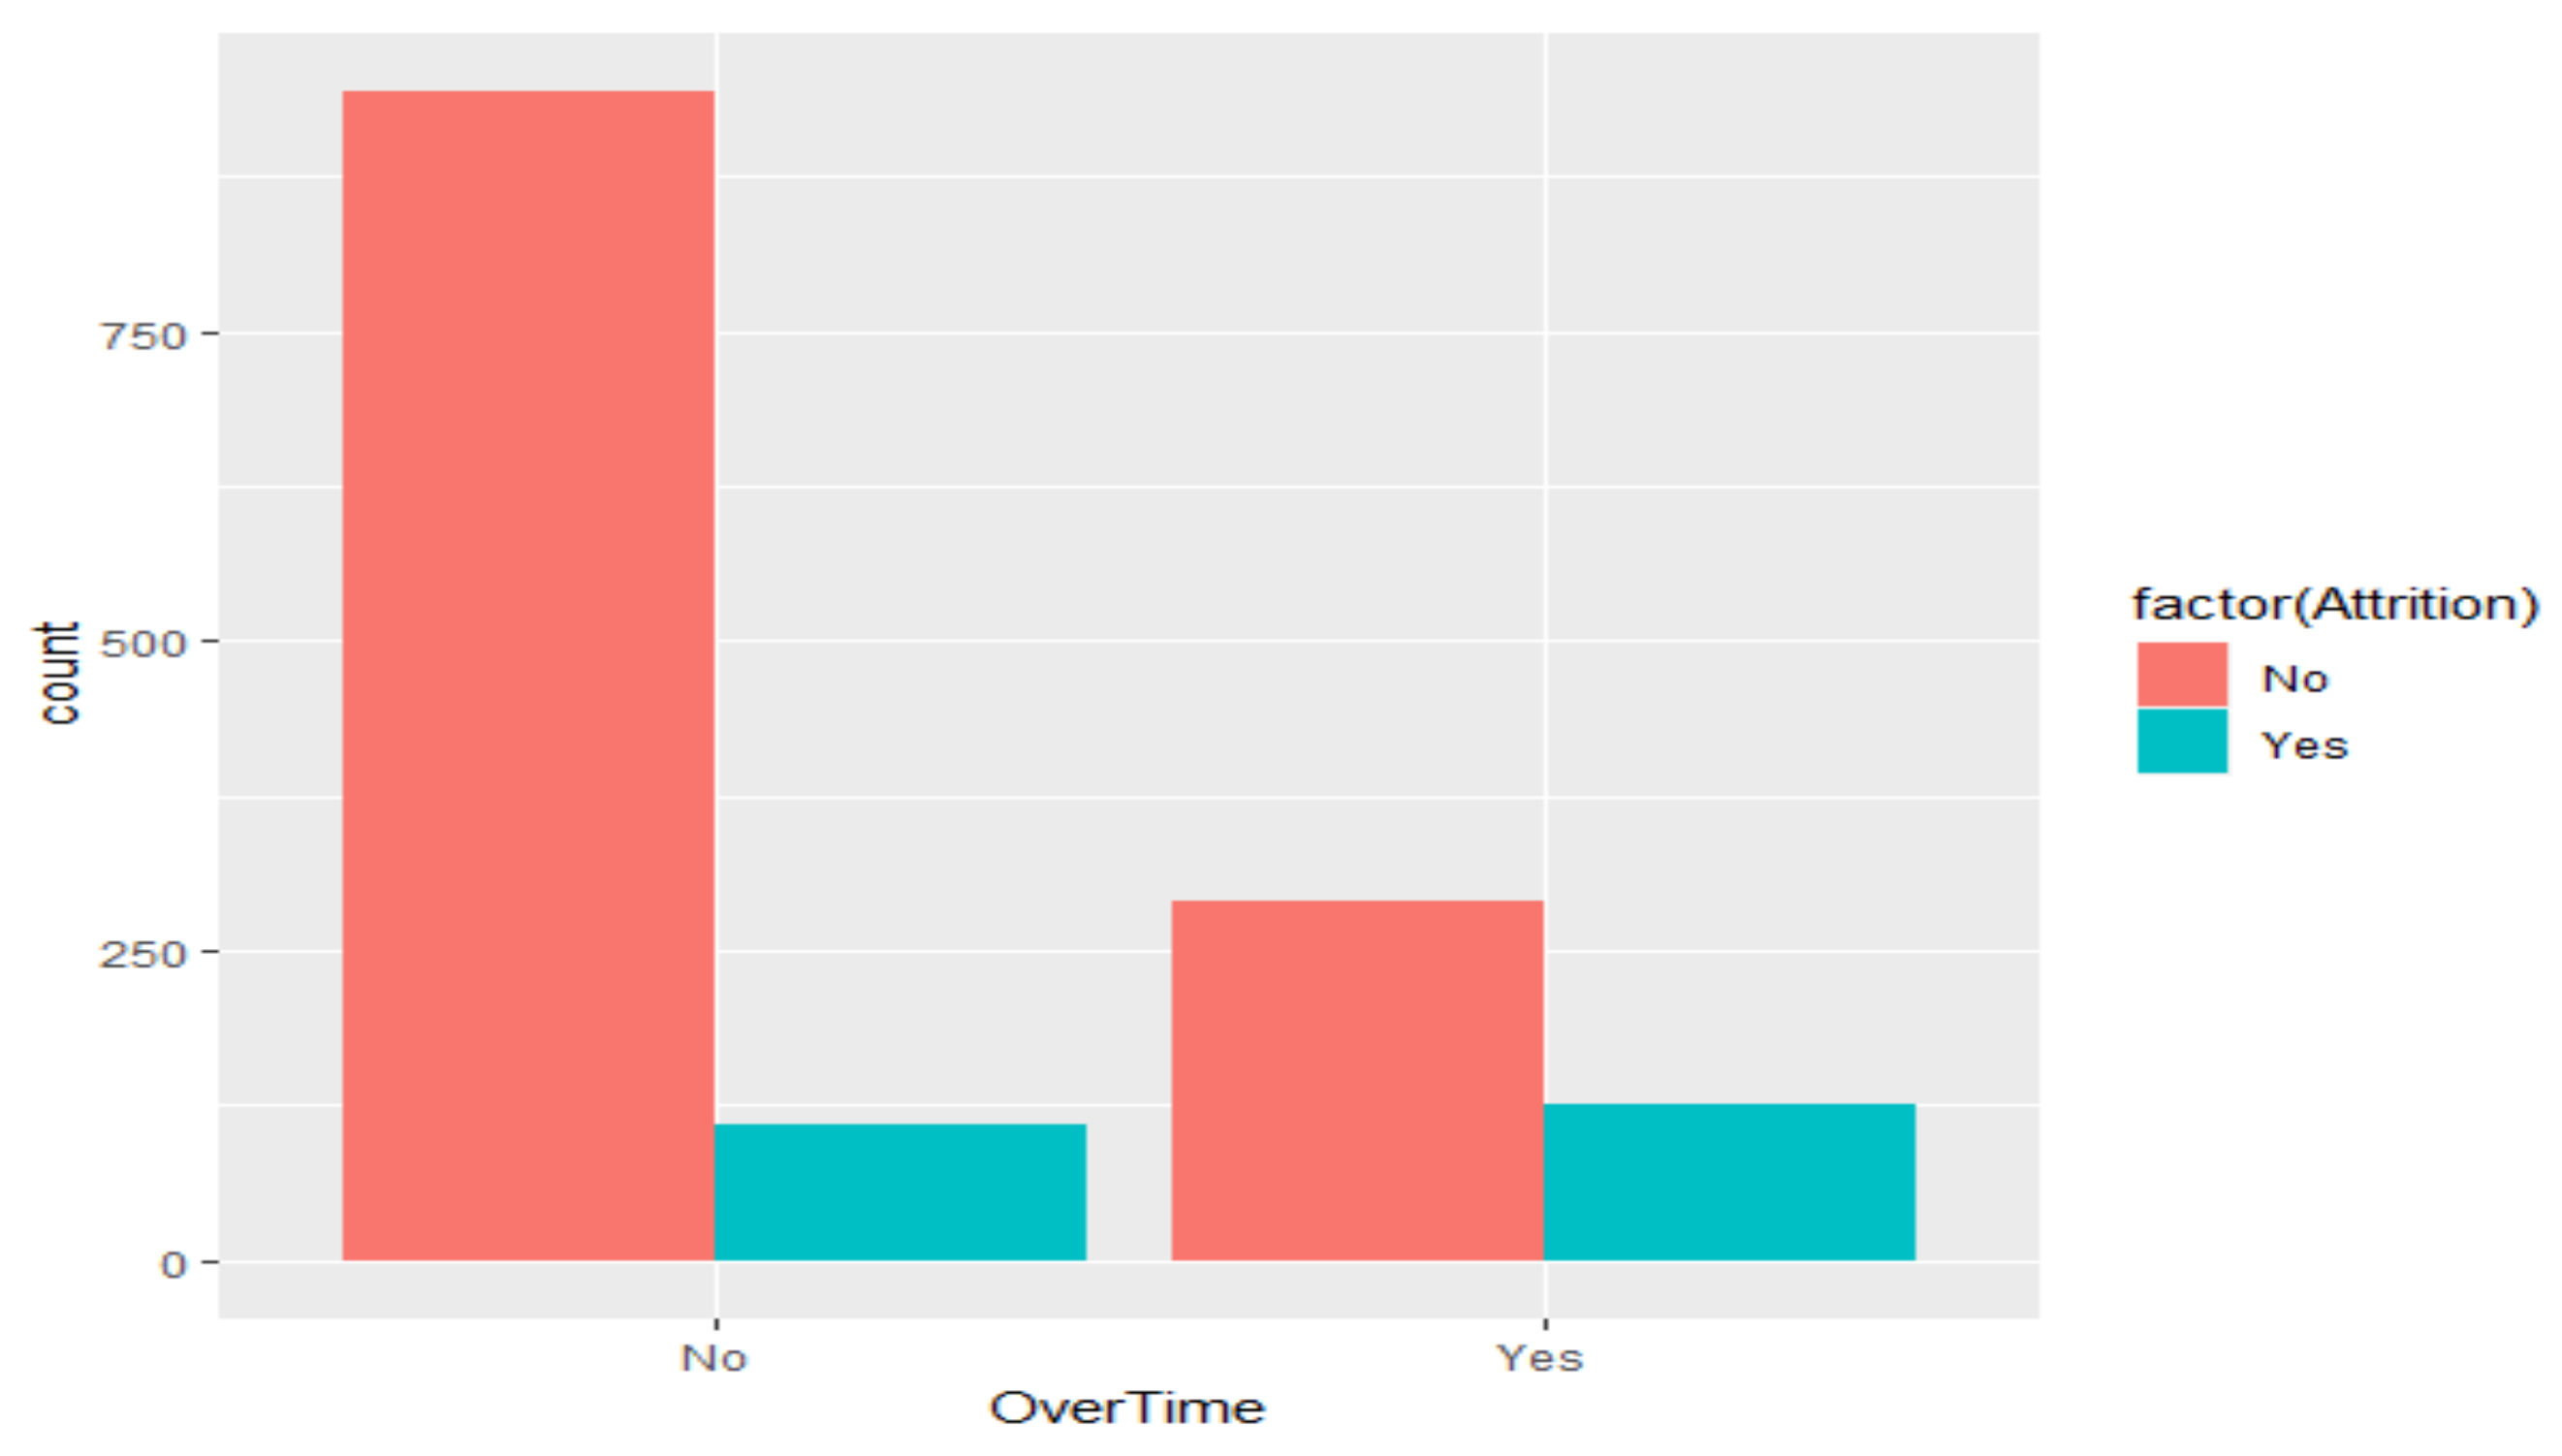 750
500
250
0
count
No
Yes
OverTime
factor(Attrition)
No
Yes